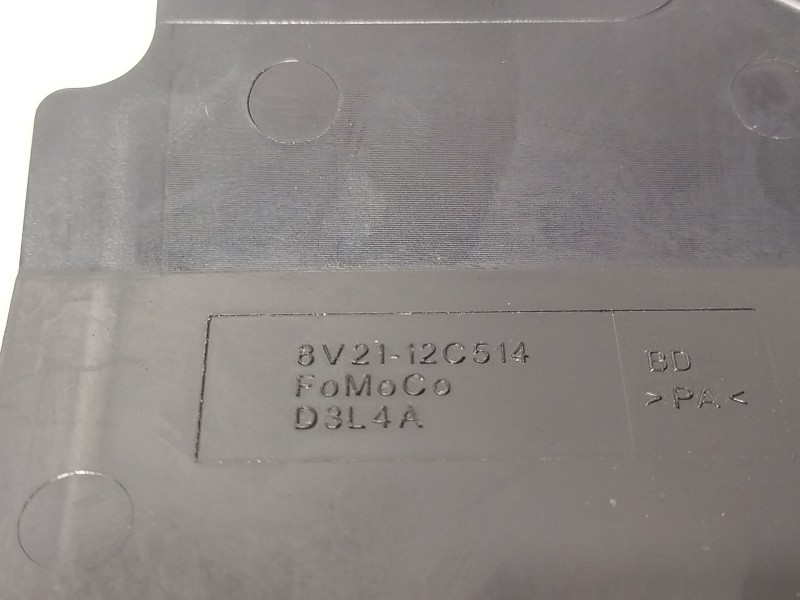 8V21-12C514
FoMoCo
D3L4A
BD
>PA<